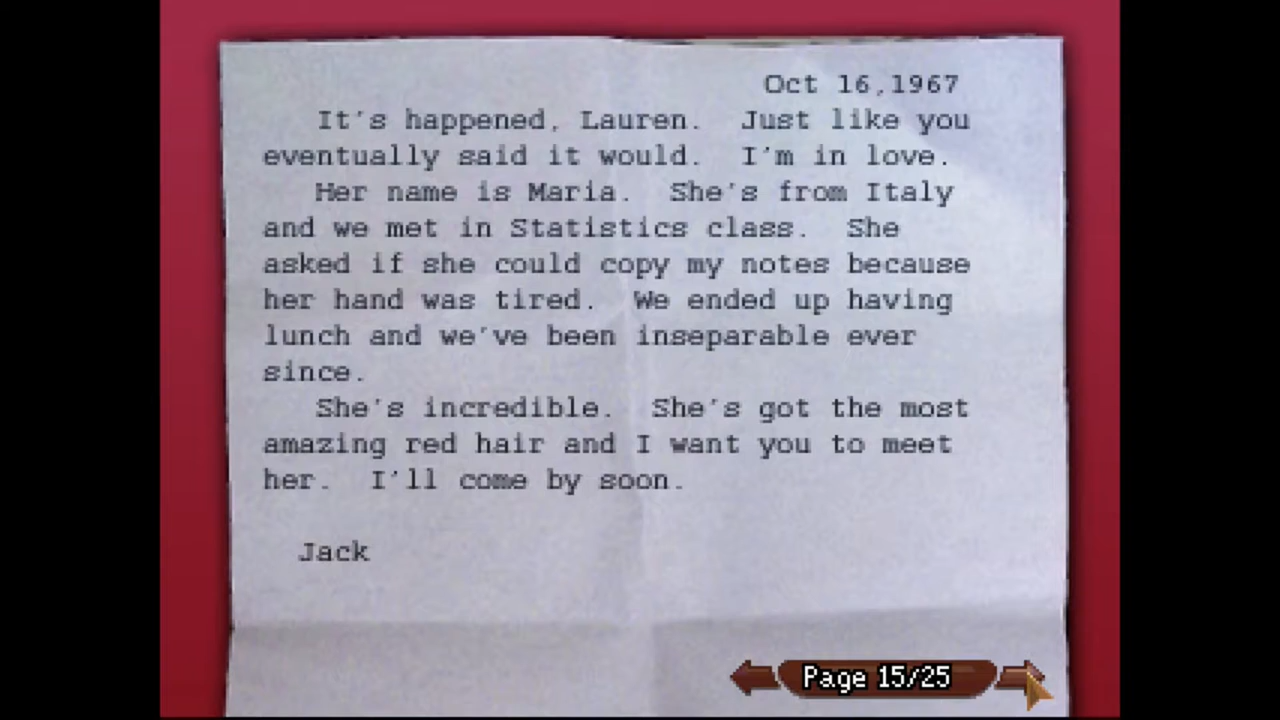 Oct 16,1967
It's happened, Lauren. Just like you
eventually said it would. I'm in love.
Her name is Maria. She's from Italy
and we met in Statistics class. She
asked if she could copy my notes because
her hand was tired. We ended up having
lunch and we've been inseparable ever
since.
She's incredible. She's got the most
amazing red hair and I want you to meet
her. I'll come by soon.
Jack
Page 15/25